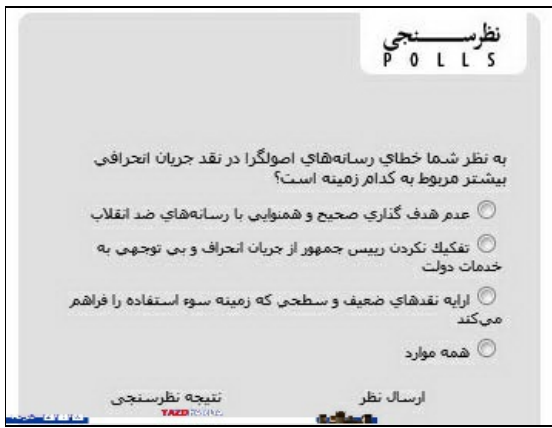 نظرسـنجي
POLLS
به نظر شما خطاي رسانه‌هاي اصولگرا در نقد جريان انحرافي
بيشتر مربوط به كدام زمينه است؟
عدم هدف گذاري صحيح و همنوايي با رسانه‌هاي ضد انقلاب
تفكيك نكردن رييس جمهور از جريان انحراف و بي توجهي به
خدمات دولت
ارايه نقدهاي ضعيف و سطحي كه زمينه سوء استفاده را فراهم
مي‌كند
همه موارد
ارسال نظر
نتيجه نظرسنجی